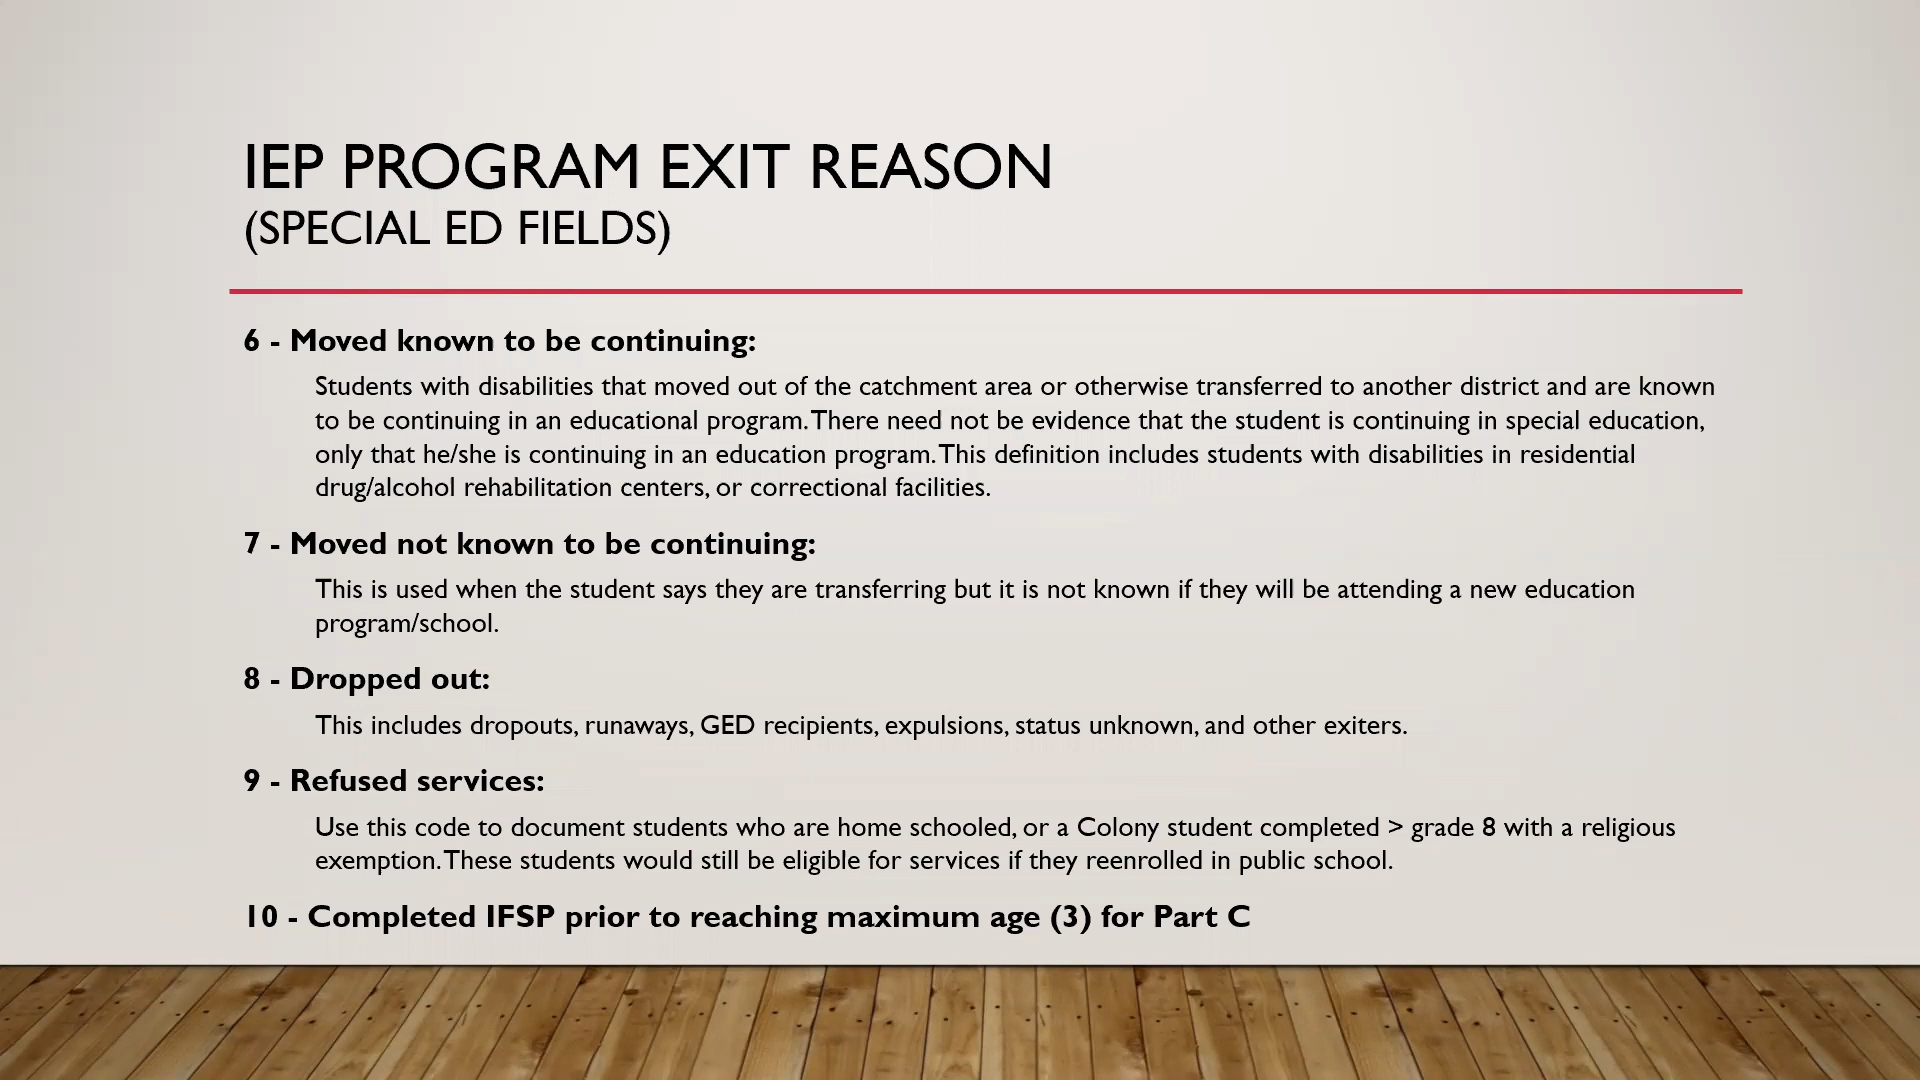 IEP PROGRAM EXIT REASON
(SPECIAL ED FIELDS)
6 - Moved known to be continuing:
Students with disabilities that moved out of the catchment area or otherwise transferred to another district and are known
to be continuing in an educational program. There need not be evidence that the student is continuing in special education,
only that he/she is continuing in an education program. This definition includes students with disabilities in residential
drug/alcohol rehabilitation centers, or correctional facilities.
7 - Moved not known to be continuing:
This is used when the student says they are transferring but it is not known if they will be attending a new education
program/school.
8 - Dropped out:
This includes dropouts, runaways, GED recipients, expulsions, status unknown, and other exiters.
9 - Refused services:
Use this code to document students who are home schooled, or a Colony student completed > grade 8 with a religious
exemption. These students would still be eligible for services if they reenrolled in public school.
10 - Completed IFSP prior to reaching maximum age (3) for Part C